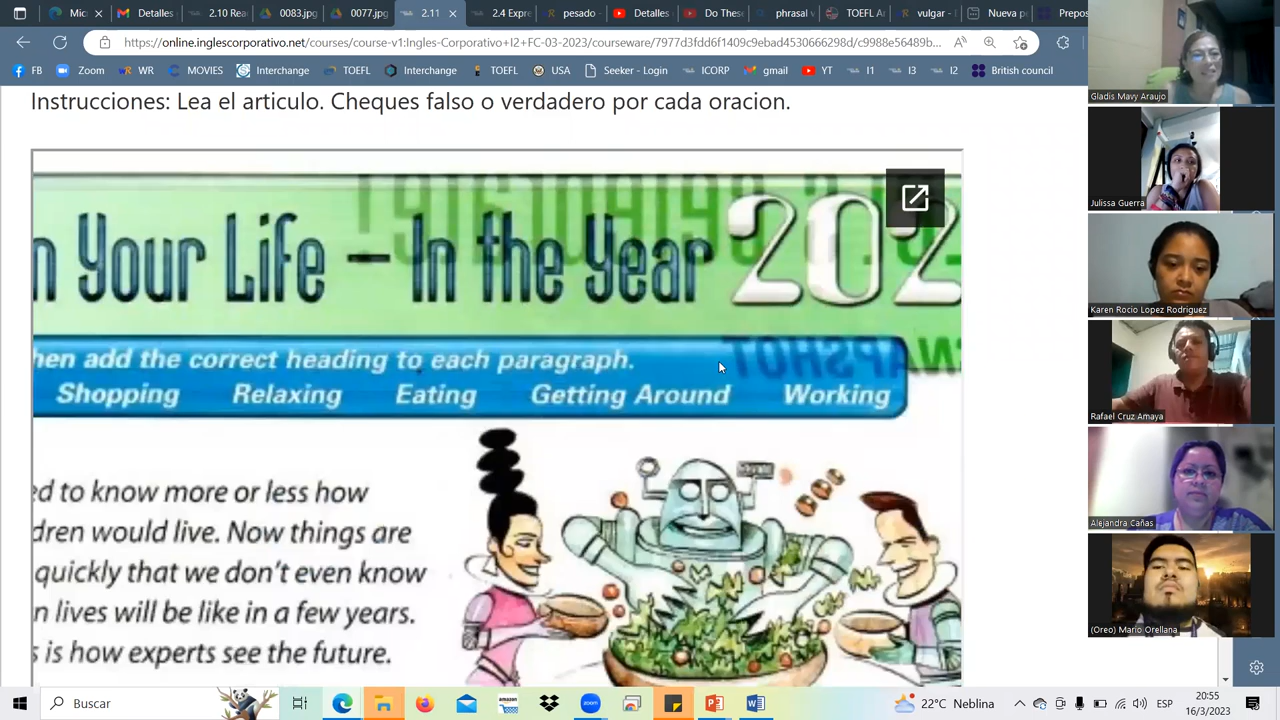 Mic
Detalles
2.10 Rea
0083.jpg
0077.jpg
2.11
2.4 Expre
pesado
Detalles
Do These
phrasal v
TOEFL Ar
vulgar - I
Nueva p
Prepos
https://online.inglescorporativo.net/courses/course-v1:Ingles-Corporativo+I2+FC-03-2023/courseware/7977d3fdd6f1409c9ebad4530666298d/c9988e56489b...
FB
Zoom
WR
MOVIES
Interchange
TOEFL
Interchange
TOEFL
USA
Seeker - Login
ICORP
gmail
YT
I1
I3
I2
British council
Instrucciones: Lea el articulo. Cheques falso o verdadero por cada oracion.
n Your Life – In the Year 202
hen add the correct heading to each paragraph.
Shopping Relaxing Eating Getting Around Working
ed to know more or less how
dren would live. Now things are
quickly that we don't even know
n lives will be like in a few years.
s is how experts see the future.
Gladis Mavy Araujo
Julissa Guerra
Karen Rocio Lopez Rodriguez
Rafael Cruz Amaya
Alejandra Cañas
(Oreo) Mario Orellana
Buscar
22°C Neblina
ESP
20:55
16/3/2023